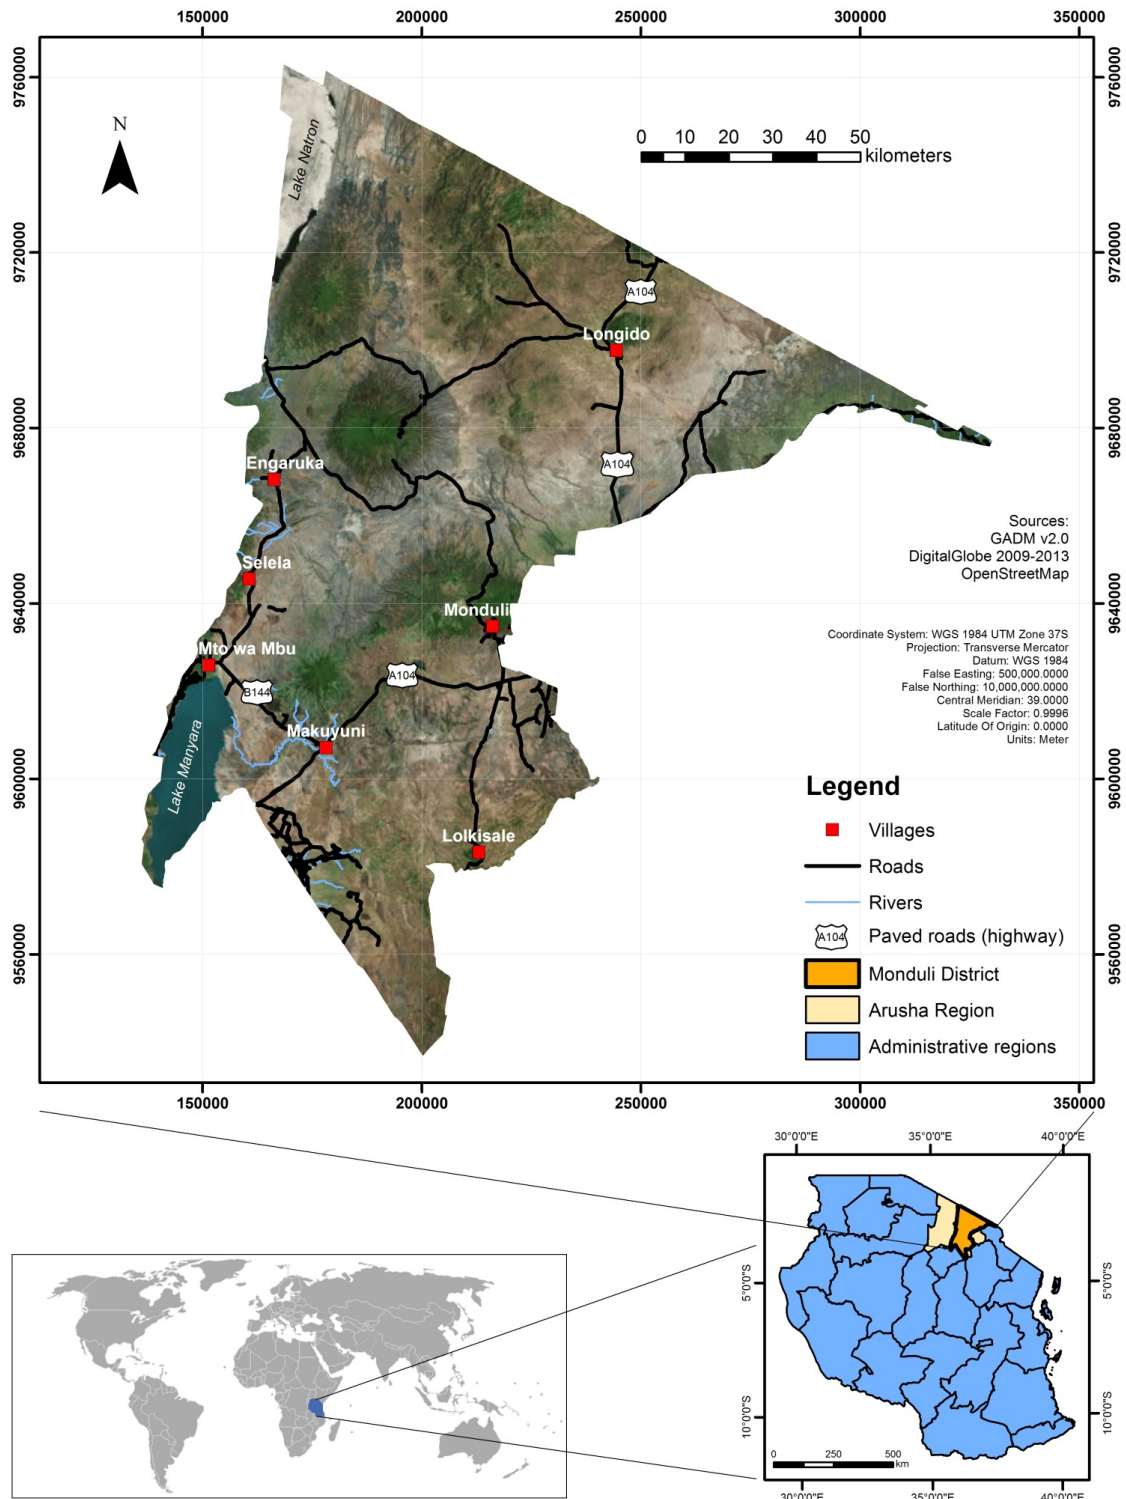 150000 200000 250000 300000 350000
9760000 9760000
N
0 10 20 30 40 50
kilometers
Lake Natron
9720000 9720000
A104
Longido
9680000 9680000
Engaruka
A104
Sources:
GADM v2.0
DigitalGlobe 2009-2013
OpenStreetMap
Selela
9640000 9640000
Monduli
Coordinate System: WGS 1984 UTM Zone 37S
Projection: Transverse Mercator
Datum: WGS 1984
False Easting: 500,000.0000
False Northing: 10,000,000.0000
Central Meridian: 39.0000
Scale Factor: 0.9996
Latitude Of Origin: 0.0000
Units: Meter
Mto wa Mbu
A104
B144
Makuyuni
Lake Manyara
9600000 9600000
Legend
Villages
Lolkisale
Roads
Rivers
A104 Paved roads (highway)
9560000 9560000
Monduli District
Arusha Region
Administrative regions
150000 200000 250000 300000 350000
30°0'0"E 35°0'0"E 40°0'0"E
5°0'0"S 5°0'0"S
10°0'0"S 10°0'0"S
0 250 500
km
30°0'0"E 35°0'0"E 40°0'0"E